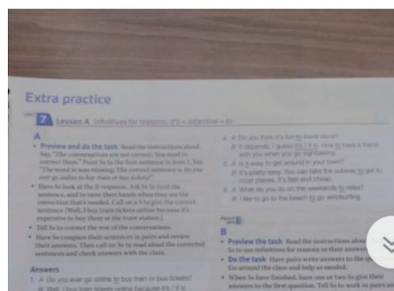 Extra practice
7 Lesson A Infinitives for reasons; It's + adjective + to ...
A
• Preview and do the task Read the instructions aloud.
Say, "The conversations are not correct. You need to
correct them." Point Ss to the first sentence in item 1. Say,
"The word is missing. The correct sentence is Do you
ever go online to buy train or bus tickets?"
• Have Ss look at the B response. Ask Ss to read the
sentence, and to raise their hands when they see the
correction that's needed. Call on a S to give the correct
sentence [Well, I buy train tickets online because it's
expensive to buy them at the train station.].
• Tell Ss to correct the rest of the conversations.
• Have Ss compare their sentences in pairs and review
their answers. Then call on Ss to read aloud the corrected
sentences and check answers with the class.
Answers
1. A Do you ever go online to buy train or bus tickets?
B Well, I buy train tickets online because it's / it is
2. A Do you think it's fun to travel alone?
B It depends, I guess. It's / It is nice to have a friend
with you when you go sightseeing.
3. A Is it easy to get around in your town?
B It's pretty easy. You can take the subway to get to
most places. It's fast and cheap.
4. A What do you do on the weekends to relax?
B I like to go to the beach to go windsurfing.
B
• Preview the task Read the instructions aloud
Ss to use infinitives for reasons in their answers
• Do the task Have pairs write answers to the
Go around the class and help as needed.
• When Ss have finished, have one or two Ss give their
answers to the first question. Tell Ss to work in pairs an